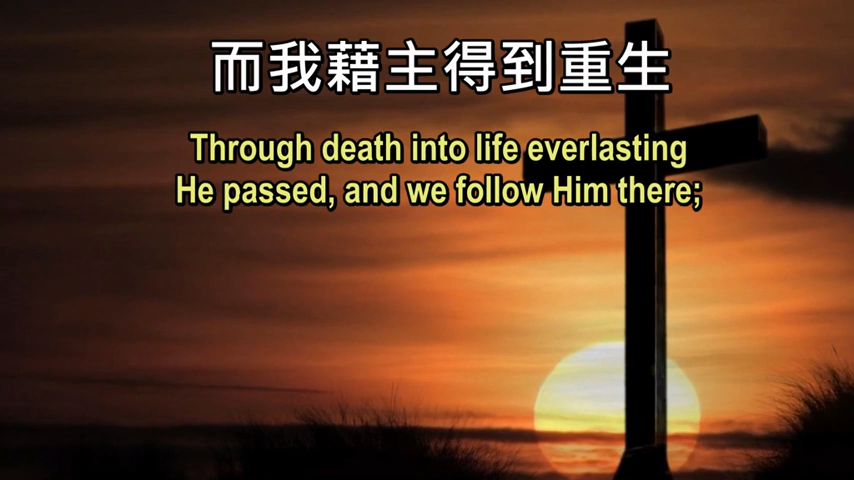 而我藉主得到重生
Through death into life everlasting
He passed, and we follow Him there;